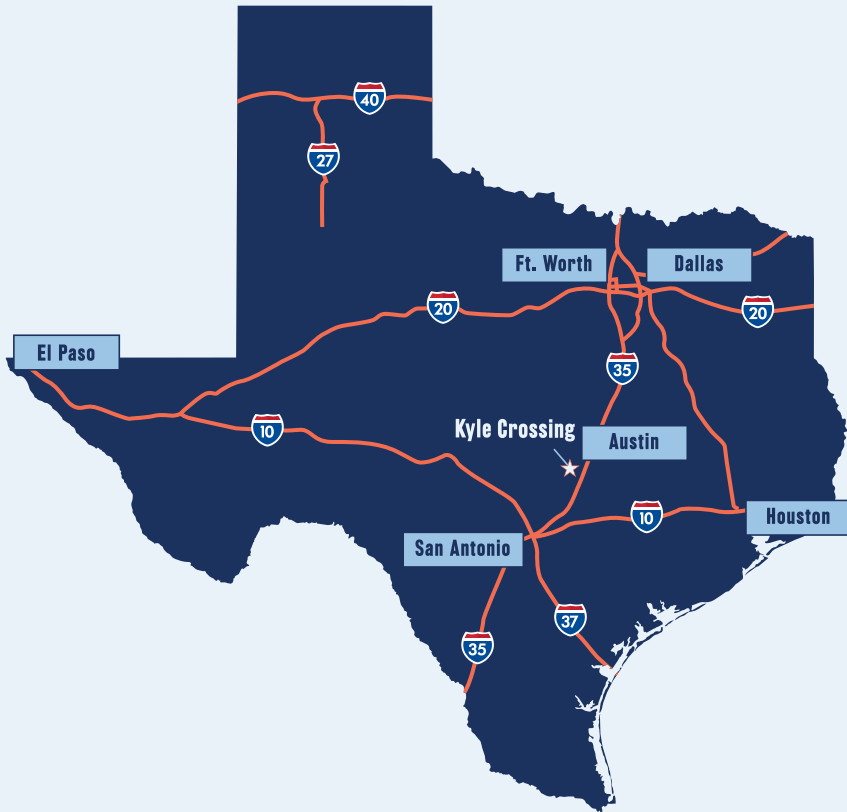 40
27
Ft. Worth
Dallas
20
20
El Paso
35
10
Kyle Crossing
Austin
10
Houston
San Antonio
37
35